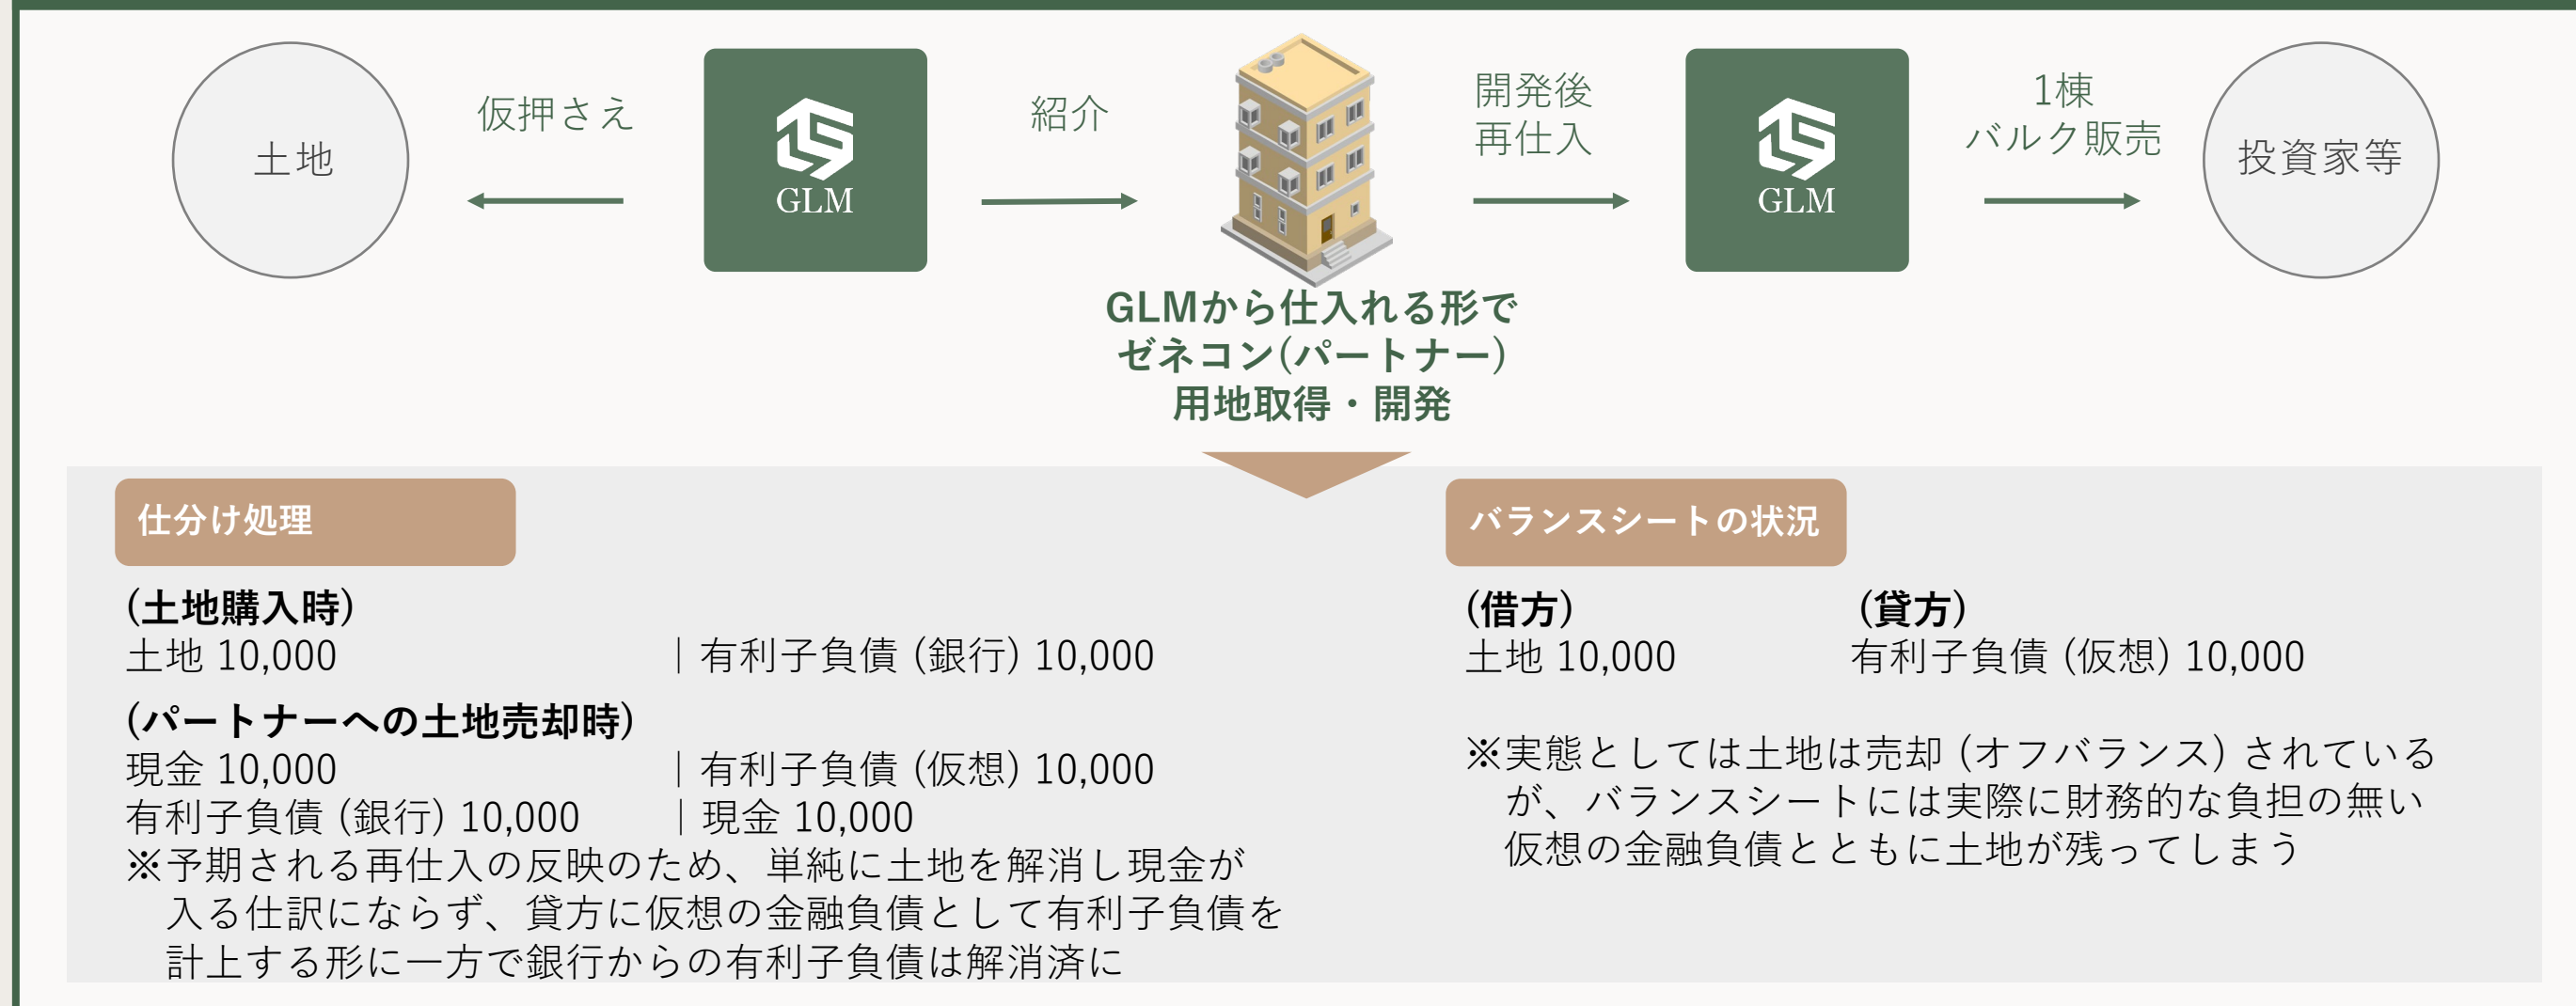 土地
仮押さえ
GLM
紹介
開発後
再仕入
GLM
1棟
バルク販売
投資家等
GLMから仕入れる形で
ゼネコン(パートナー)
用地取得・開発
仕分け処理
(土地購入時)
土地 10,000 | 有利子負債 (銀行) 10,000
(パートナーへの土地売却時)
現金 10,000 | 有利子負債 (仮想) 10,000
有利子負債 (銀行) 10,000 | 現金 10,000
※予期される再仕入の反映のため、単純に土地を解消し現金が
入る仕訳にならず、貸方に仮想の金融負債として有利子負債を
計上する形に一方で銀行からの有利子負債は解消済に
バランスシートの状況
(借方) (貸方)
土地 10,000 有利子負債 (仮想) 10,000
※実態としては土地は売却 (オフバランス) されている
が、バランスシートには実際に財務的な負担の無い
仮想の金融負債とともに土地が残ってしまう